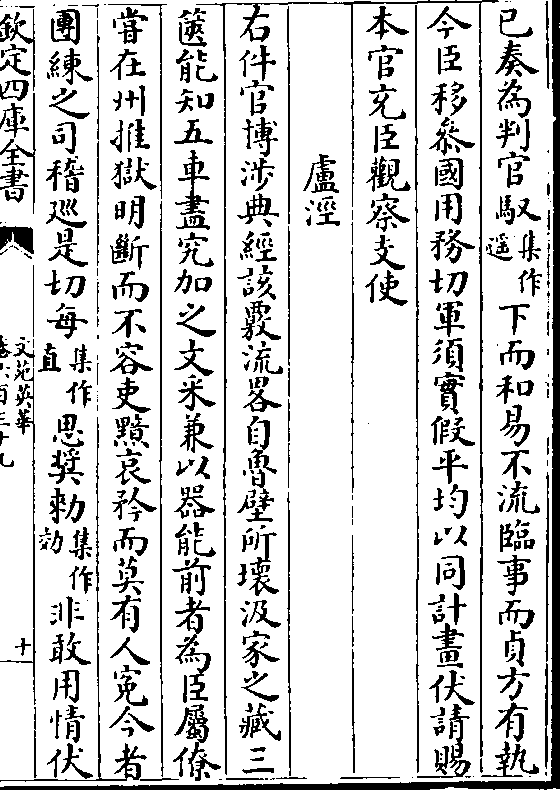 已奏為判官馭集作駈遥下而和易不流臨事而貞方有執
今臣移叅國用務切軍須實假平均以同計畫伏請賜
本官充臣觀察支使
盧涇
右件官博涉典經該覈流畧自魯壁所壞汲冢之藏三
篋能知五車盡究加之文米兼以器能前者為臣屬僚
嘗在州推獄明斷而不容吏黷哀矜而莫有人寃今者
團練之司稽廵是切每集作直思奨勑集作効非敢用情伏
欽定四庫全書
文苑英華
卷六百三十九
十